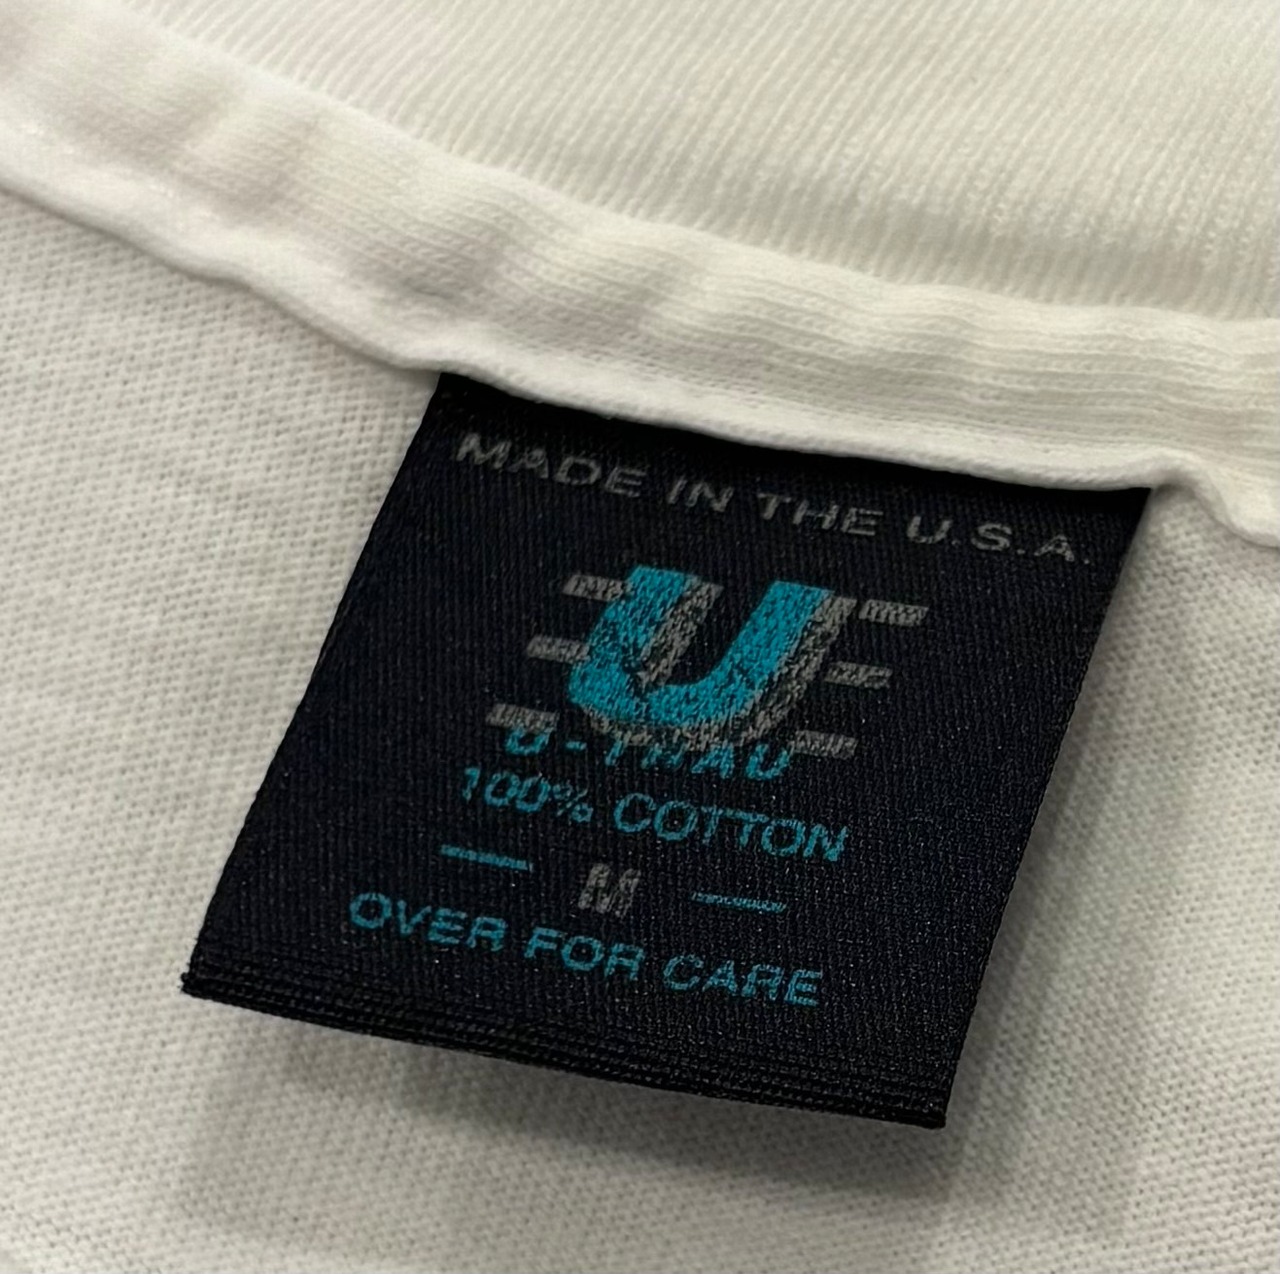 MADE IN THE U.S.A.
U
100% COTTON
M
OVER FOR CARE